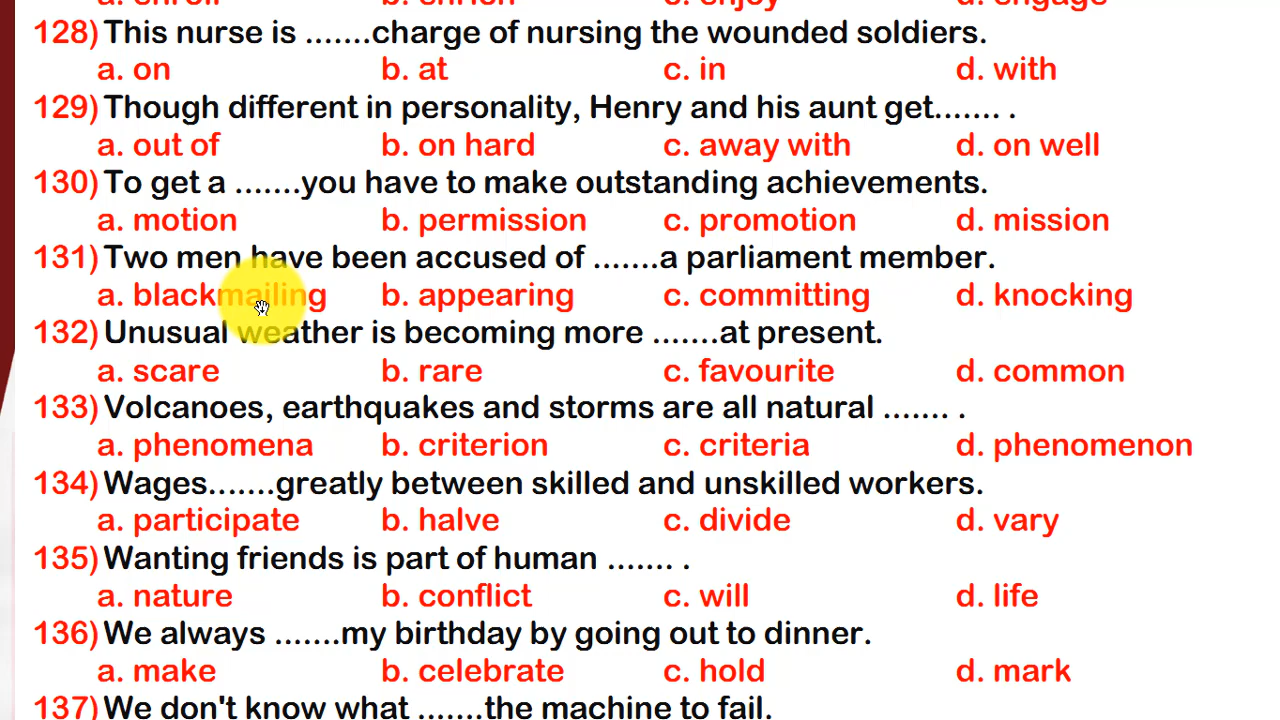 a. enroll b. enrich c. enjoy d. engage
128) This nurse is .......charge of nursing the wounded soldiers.
a. on b. at c. in d. with
129) Though different in personality, Henry and his aunt get....... .
a. out of b. on hard c. away with d. on well
130) To get a .......you have to make outstanding achievements.
a. motion b. permission c. promotion d. mission
131) Two men have been accused of .......a parliament member.
a. blackmailing b. appearing c. committing d. knocking
132) Unusual weather is becoming more .......at present.
a. scare b. rare c. favourite d. common
133) Volcanoes, earthquakes and storms are all natural ....... .
a. phenomena b. criterion c. criteria d. phenomenon
134) Wages.......greatly between skilled and unskilled workers.
a. participate b. halve c. divide d. vary
135) Wanting friends is part of human ....... .
a. nature b. conflict c. will d. life
136) We always .......my birthday by going out to dinner.
a. make b. celebrate c. hold d. mark
137) We don't know what .......the machine to fail.